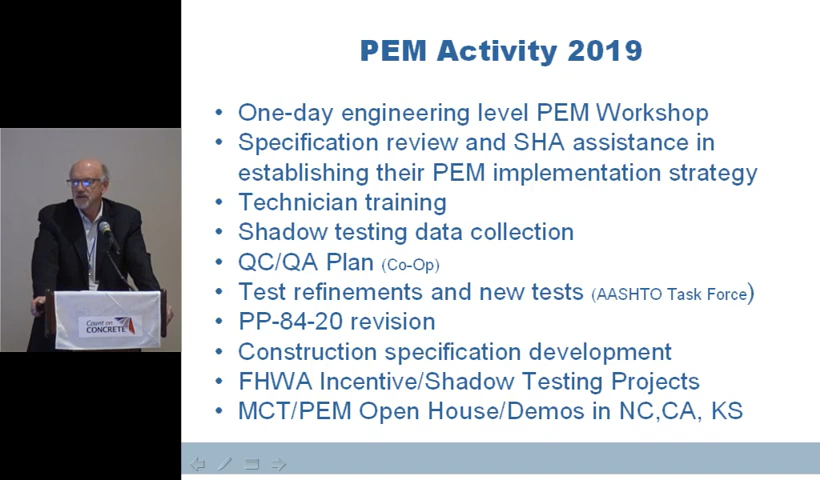 PEM Activity 2019
• One-day engineering level PEM Workshop
• Specification review and SHA assistance in
establishing their PEM implementation strategy
• Technician training
• Shadow testing data collection
• QC/QA Plan (Co-Op)
• Test refinements and new tests (AASHTO Task Force)
• PP-84-20 revision
• Construction specification development
• FHWA Incentive/Shadow Testing Projects
• MCT/PEM Open House/Demos in NC,CA, KS
Count on
CONCRETE